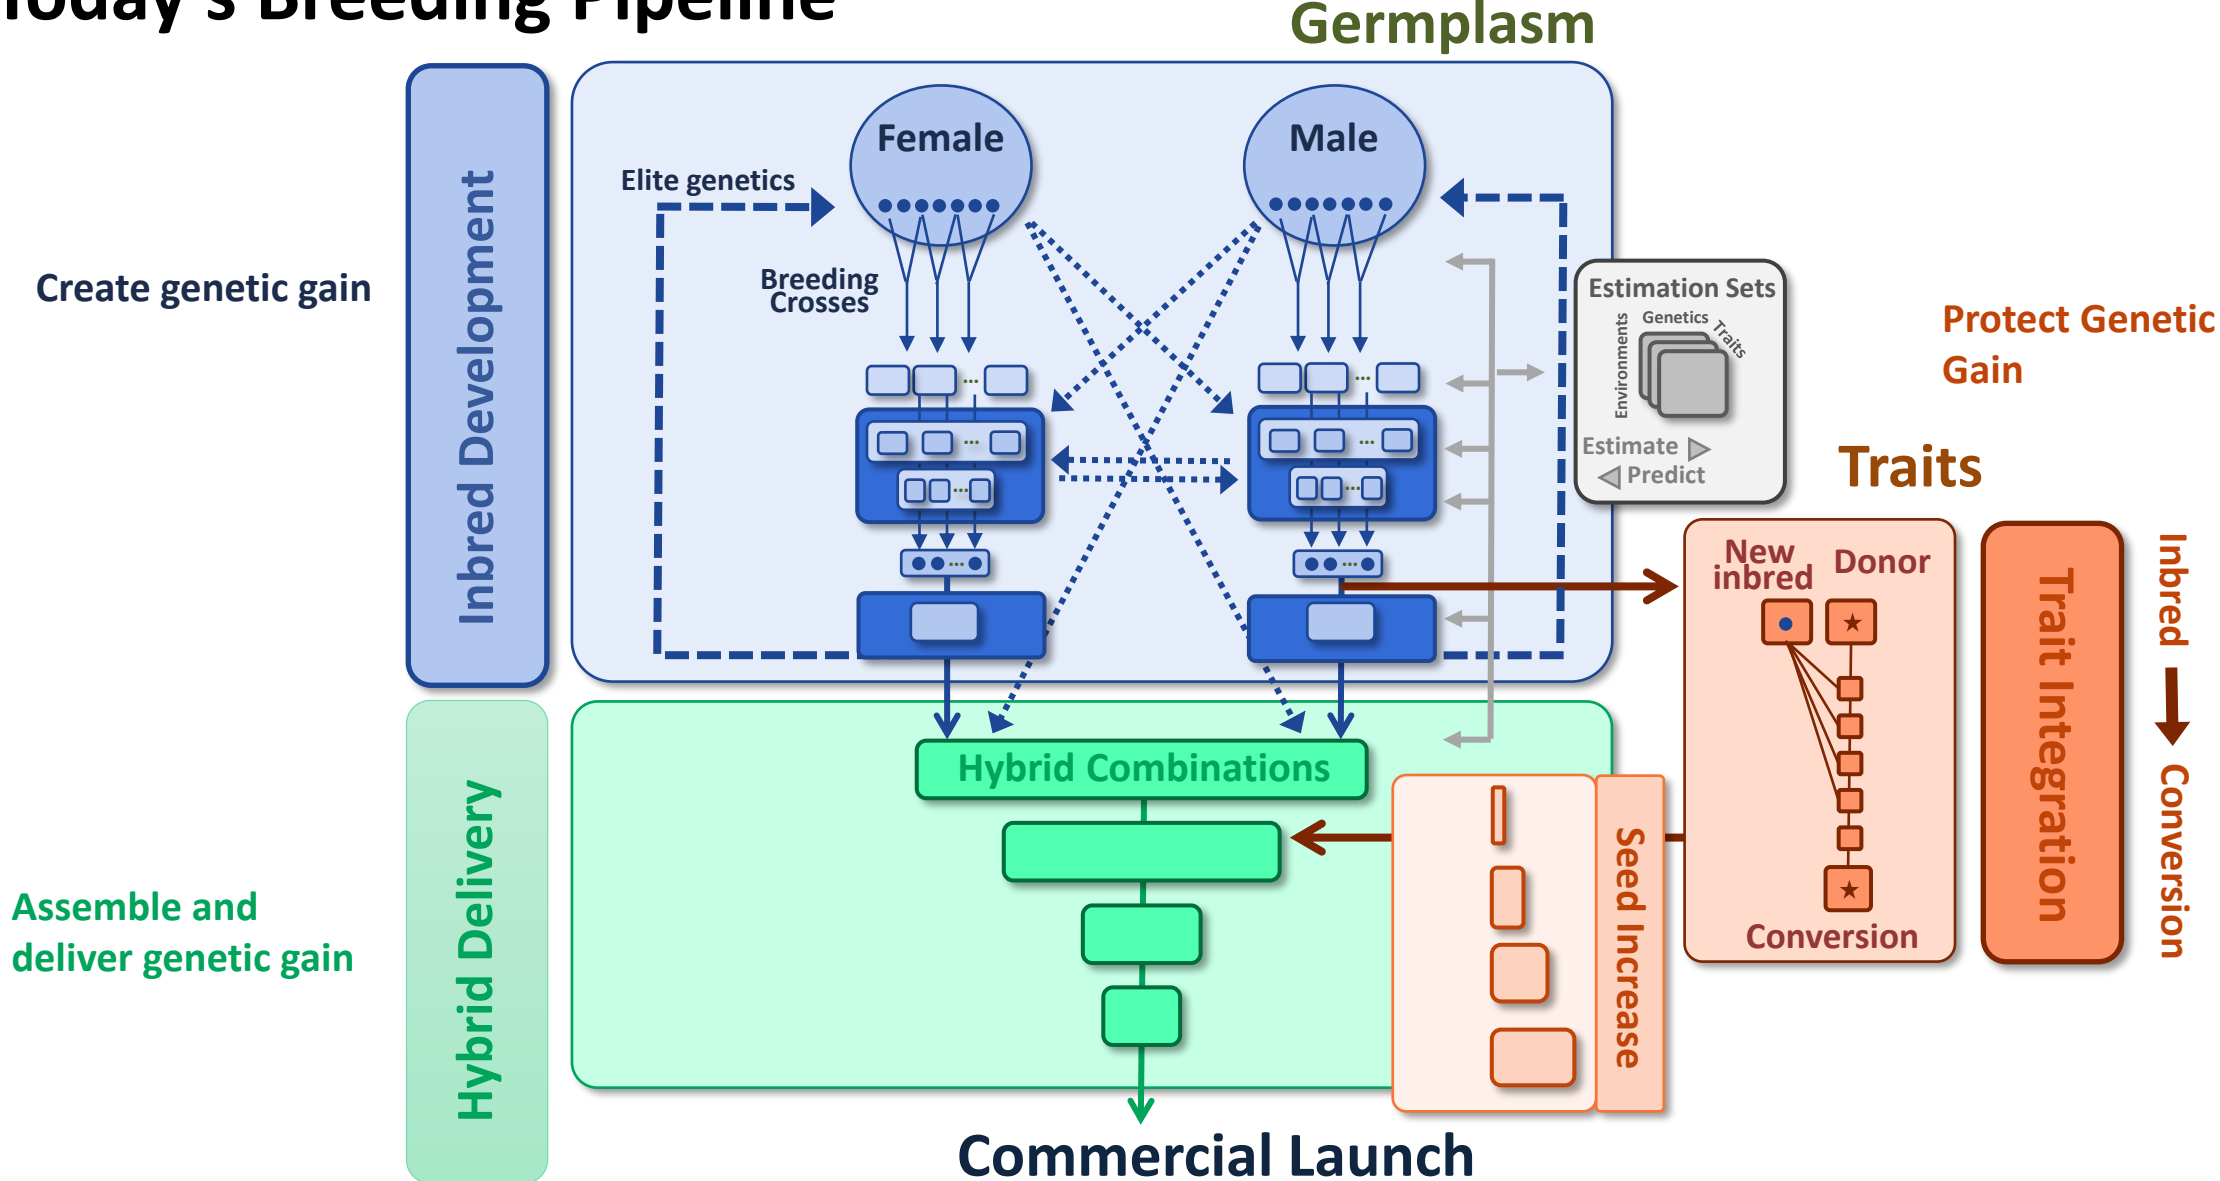 Today's Breeding Pipeline
Germplasm
Inbred Development
Create genetic gain
Female
Male
Elite genetics
Breeding
Crosses
...
...
...
...
...
...
...
...
Estimation Sets
Genetics
Environments
Traits
Estimate
Predict
Protect Genetic
Gain
Traits
New
inbred
Donor
Conversion
Trait Integration
Inbred
Conversion
Hybrid Delivery
Assemble and
deliver genetic gain
Hybrid Combinations
Seed Increase
Commercial Launch